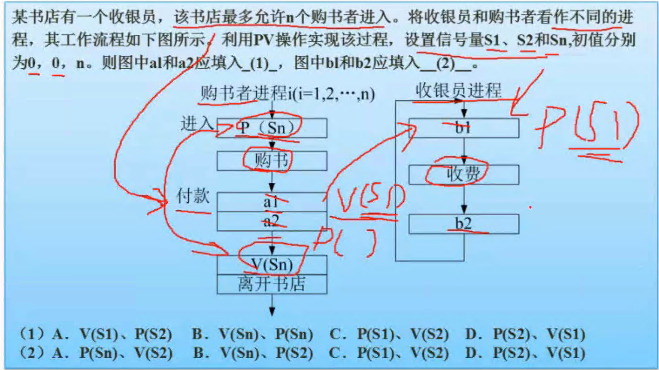 某书店有一个收银员，该书店最多允许n个购书者进入。将收银员和购书者看作不同的进
程，其工作流程如下图所示。利用PV操作实现该过程，设置信号量S1、S2和Sn,初值分别
为0，0，n。则图中a1和a2应填入_(1)_，图中b1和b2应填入__(2)__。
购书者进程i(i=1,2,…,n)
收银员进程
进入
P（Sn）
b1
P(S1)
购书
收费
付款
a1
V(S1)
a2
P( )
b2
V(Sn)
离开书店
（1）A．V(S1)、P(S2) B．V(Sn)、P(Sn) C．P(S1)、V(S2) D．P(S2)、V(S1)
（2）A．P(Sn)、V(S2) B．V(Sn)、P(S2) C．P(S1)、V(S2) D．P(S2)、V(S1)